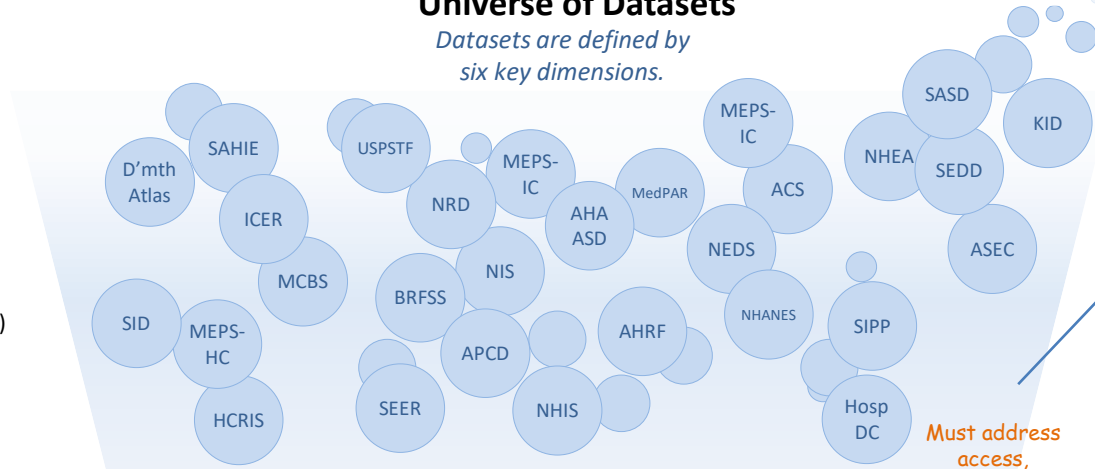 Universe of Datasets
Datasets are defined by
six key dimensions.
SAHIE
D'mth
Atlas
ICER
MCBS
SID
MEPS-
HC
HCRIS
USPSTF
NRD
MEPS-
IC
AHA
ASD
MedPAR
NIS
BRFSS
APCD
SEER
NHIS
AHRF
MEPS-
IC
ACS
NEDS
NHANES
SIPP
Hosp
DC
SASD
KID
NHEA
SEDD
ASEC
)
Must address
access,